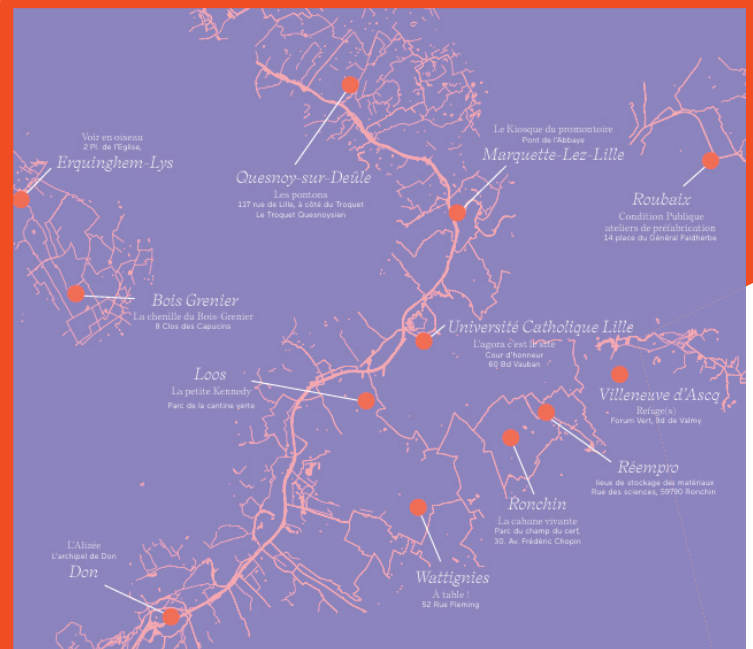 Voir en oiseau
2 Pl. de l'Eglise,
Erquinghem-Lys
Quesnoy-sur-Deûle
Les pontons
127 rue de Lille, à côté du Troquet
Le Troquet Quesnoysien
Le Kiosque du promontoire
Pont de l'Abbaye
Marquette-Lez-Lille
Roubaix
Condition Publique
ateliers de préfabrication
14 place du Général Faidherbe
Bois Grenier
La chenille du Bois-Grenier
8 Clos des Capucins
Université Catholique Lille
L'agora c'est le site
Cour d'honneur
60 Bd Vauban
Loos
La petite Kennedy
Parc de la cantine verte
Villeneuve d'Ascq
Refuge(s)
Forum Vert, Bd de Valmy
Réempro
lieux de stockage des matériaux
Rue des sciences, 59790 Ronchin
Ronchin
La cabane vivante
Parc du champ du cerf,
30. Av. Frédéric Chopin
L'Alizée
L'archipel de Don
Don
Wattignies
À table !
52 Rue Fleming